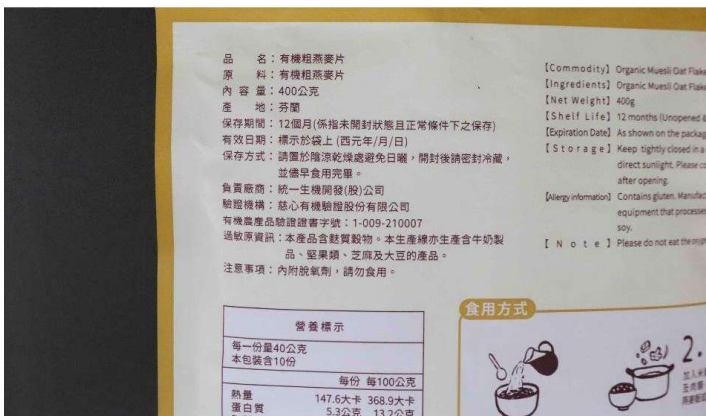 品　　名：有機粗燕麥片
原　　料：有機粗燕麥片
內 容 量：400公克
產　　地：芬蘭
保存期間：12個月(係指未開封狀態且正常條件下之保存)
有效日期：標示於袋上 (西元年/月/日)
保存方式：請置於陰涼乾燥處避免日曬，開封後請密封冷藏，
並儘早食用完畢。
負責廠商：統一生機開發(股)公司
驗證機構：慈心有機驗證股份有限公司
有機農產品驗證證書字號：1-009-210007
過敏原資訊：本產品含麩質穀物。本生產線亦生產含牛奶製
品、堅果類、芝麻及大豆的產品。
注意事項：內附脫氧劑，請勿食用。
【Commodity】 Organic Muesli Oat Flake
【Ingredients】 Organic Muesli Oat Flake
【Net Weight】 400g
【Shelf Life】 12 months (Unopened &
【Expiration Date】 As shown on the packag
【Storage】 Keep tightly closed in a
direct sunlight. Please co
after opening.
【Allergy information】 Contains gluten. Manufac
equipment that processes
soy.
【Note】 Please do not eat the oxyge
營養標示
每一份量40公克
本包裝含10份
每份 每100公克
熱量 147.6大卡 368.9大卡
蛋白質 5.3公克 13.2公克
食用方式
2.
加入米